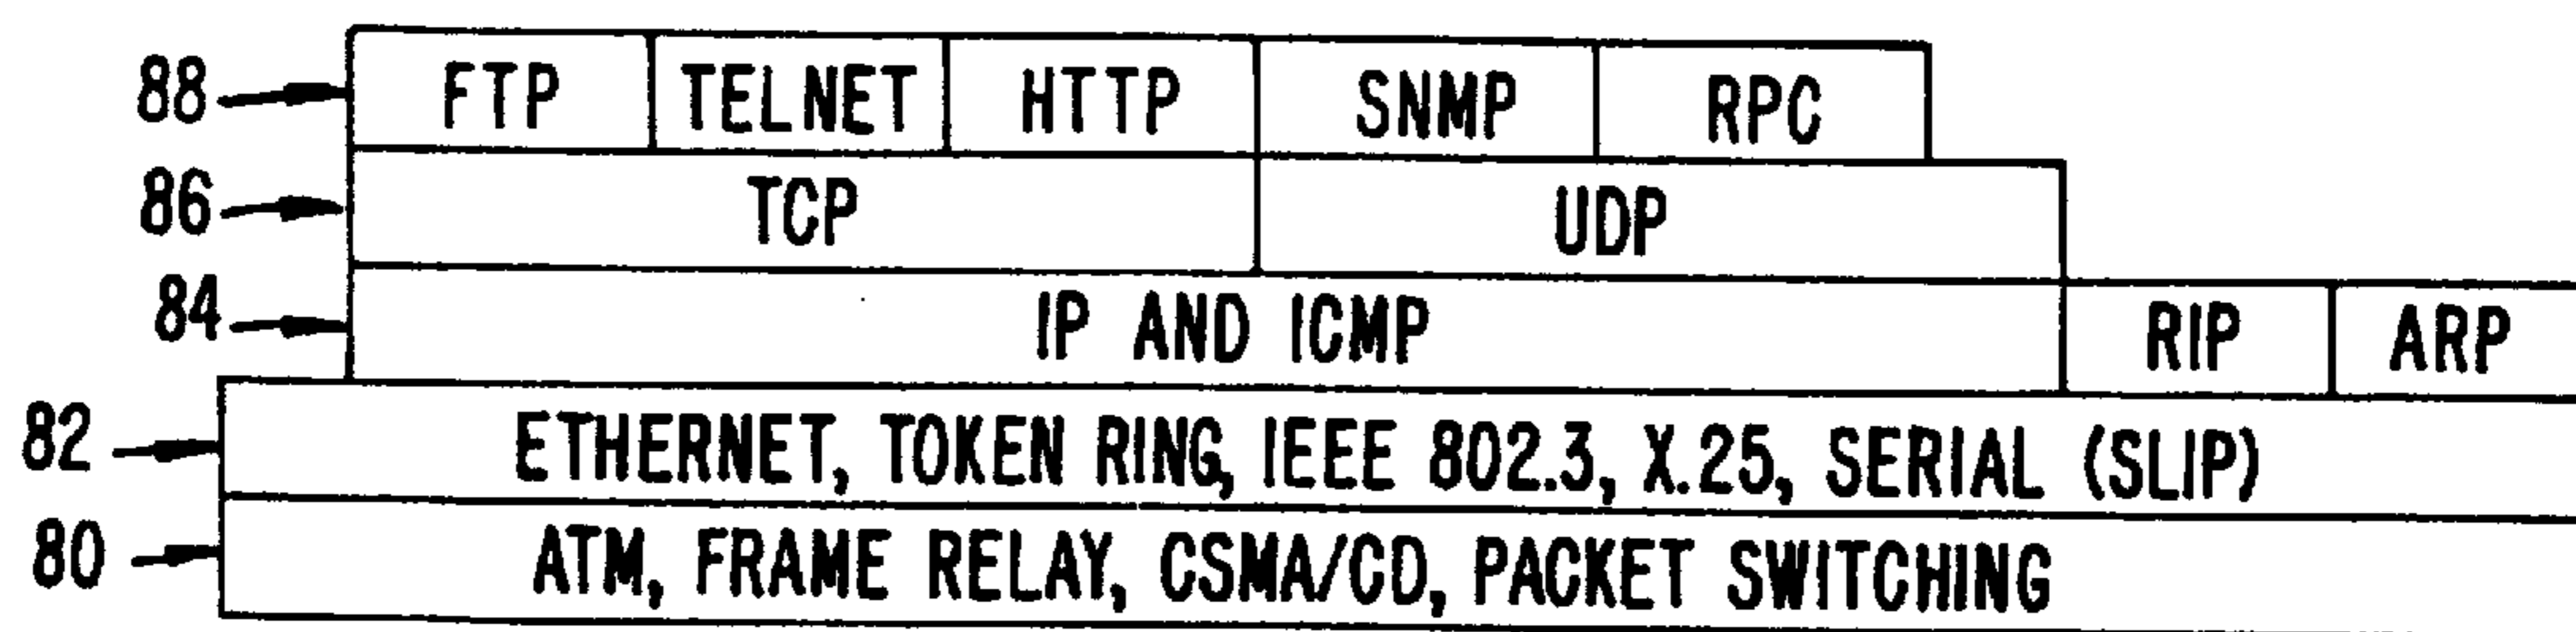 88 FTP TELNET HTTP SNMP RPC
86 TCP UDP
84 IP AND ICMP RIP ARP
82 ETHERNET, TOKEN RING, IEEE 802.3, X.25, SERIAL (SLIP)
80 ATM, FRAME RELAY, CSMA/CD, PACKET SWITCHING